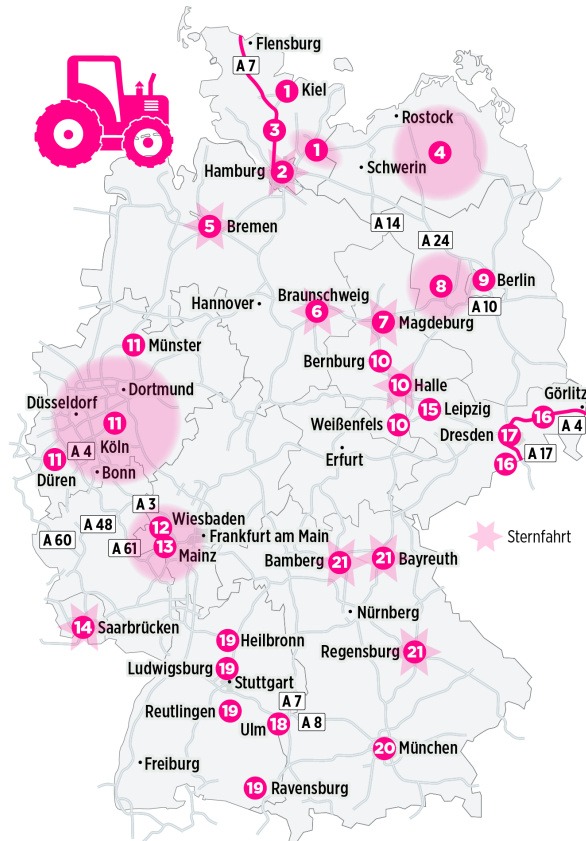 Flensburg
A 7
1 Kiel
Rostock
3
1
4
Hamburg 2
Schwerin
A 14
5 Bremen
A 24
8
9 Berlin
Braunschweig
Hannover
6
A 10
7 Magdeburg
11 Münster
Bernburg 10
Dortmund
10 Halle
Görlitz
Düsseldorf
15 Leipzig
16
11
Weißenfels 10
A 4
Dresden 17
A 4 Köln
Erfurt
A 17
11
Bonn
16
Düren
A 3
Wiesbaden
A 48
12
A 60
Frankfurt am Main
Sternfahrt
A 61 13
Mainz
Bamberg 21
21 Bayreuth
Nürnberg
14 Saarbrücken
19 Heilbronn
Regensburg 21
Ludwigsburg 19
Stuttgart
A 7
Reutlingen 19
Ulm 18
A 8
20 München
Freiburg
19 Ravensburg